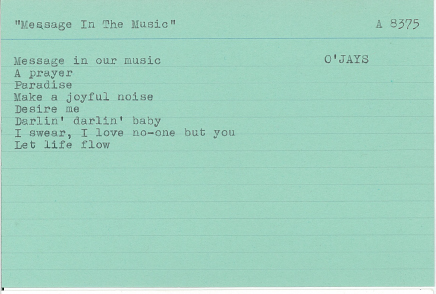 "Message In The Music" A 8375
Message in our music O'JAYS
A prayer
Paradise
Make a joyful noise
Desire me
Darlin' darlin' baby
I swear, I love no-one but you
Let life flow